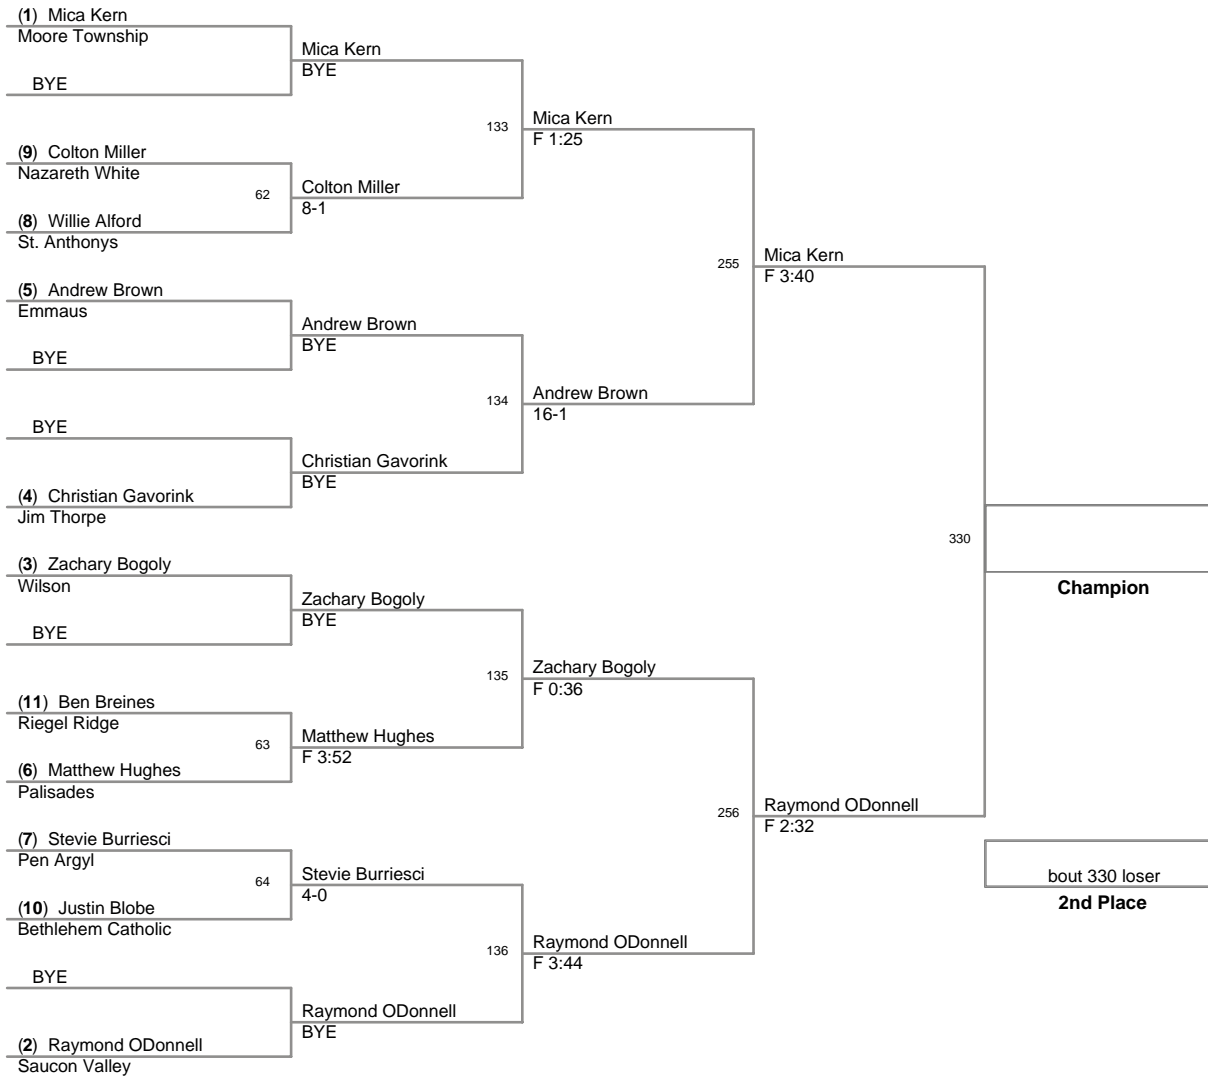 (1) Mica Kern
Moore Township
BYE
(9) Colton Miller
Nazareth White
(8) Willie Alford
St. Anthonys
(5) Andrew Brown
Emmaus
BYE
BYE
(4) Christian Gavorink
Jim Thorpe
(3) Zachary Bogoly
Wilson
BYE
(11) Ben Breines
Riegel Ridge
(6) Matthew Hughes
Palisades
(7) Stevie Burriesci
Pen Argyl
(10) Justin Blobe
Bethlehem Catholic
BYE
(2) Raymond ODonnell
Saucon Valley
62
63
64
Mica Kern
BYE
Colton Miller
8-1
Andrew Brown
BYE
Christian Gavorink
BYE
Zachary Bogoly
BYE
Matthew Hughes
F 3:52
Stevie Burriesci
4-0
Raymond ODonnell
BYE
133
134
135
136
Mica Kern
F 1:25
Andrew Brown
16-1
Zachary Bogoly
F 0:36
Raymond ODonnell
F 3:44
255
256
Mica Kern
F 3:40
Raymond ODonnell
F 2:32
330
Champion
bout 330 loser
2nd Place